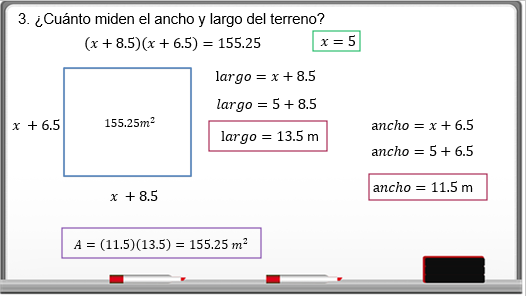 3. ¿Cuánto miden el ancho y largo del terreno?
(x + 8.5)(x + 6.5) = 155.25
x = 5
largo = x + 8.5
largo = 5 + 8.5
largo = 13.5 m
x + 6.5
155.25m²
x + 8.5
ancho = x + 6.5
ancho = 5 + 6.5
ancho = 11.5 m
A = (11.5)(13.5) = 155.25 m²